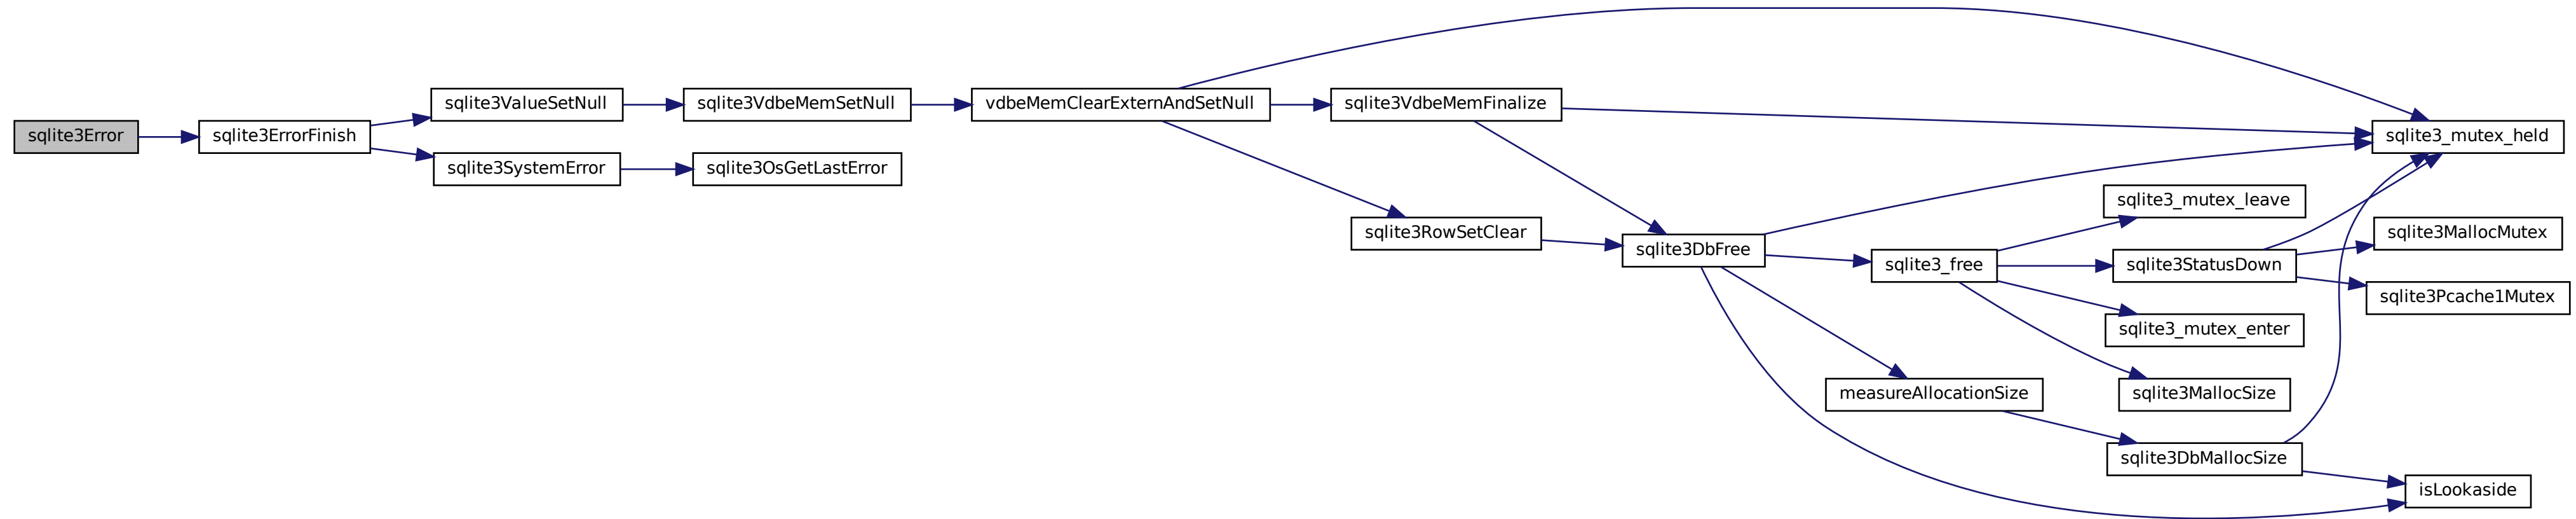 sqlite3Error
sqlite3ErrorFinish
sqlite3ValueSetNull
sqlite3SystemError
sqlite3VdbeMemSetNull
sqlite3OsGetLastError
vdbeMemClearExternAndSetNull
sqlite3VdbeMemFinalize
sqlite3RowSetClear
sqlite3DbFree
sqlite3_free
measureAllocationSize
sqlite3_mutex_leave
sqlite3StatusDown
sqlite3_mutex_enter
sqlite3MallocSize
sqlite3DbMallocSize
sqlite3_mutex_held
sqlite3MallocMutex
sqlite3Pcache1Mutex
isLookaside